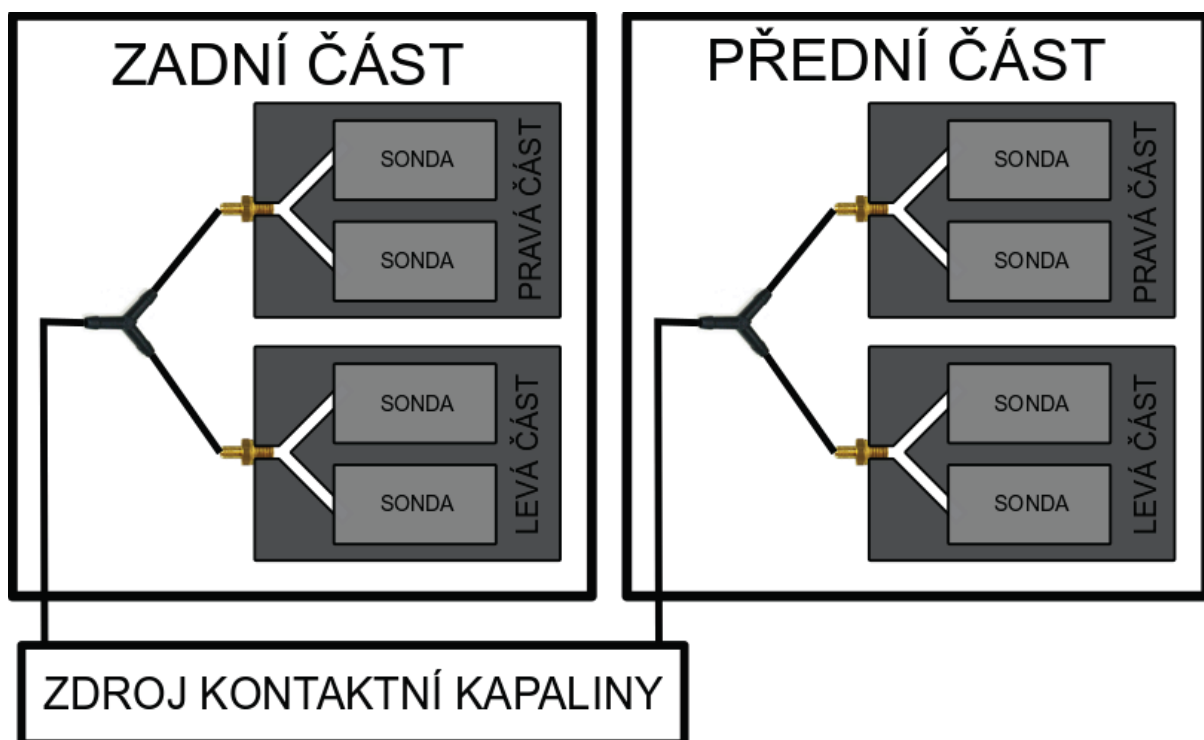 ZADNÍ ČÁST
SONDA
SONDA
PRAVÁ ČÁST
SONDA
SONDA
LEVÁ ČÁST
PŘEDNÍ ČÁST
SONDA
SONDA
PRAVÁ ČÁST
SONDA
SONDA
LEVÁ ČÁST
ZDROJ KONTAKTNÍ KAPALINY